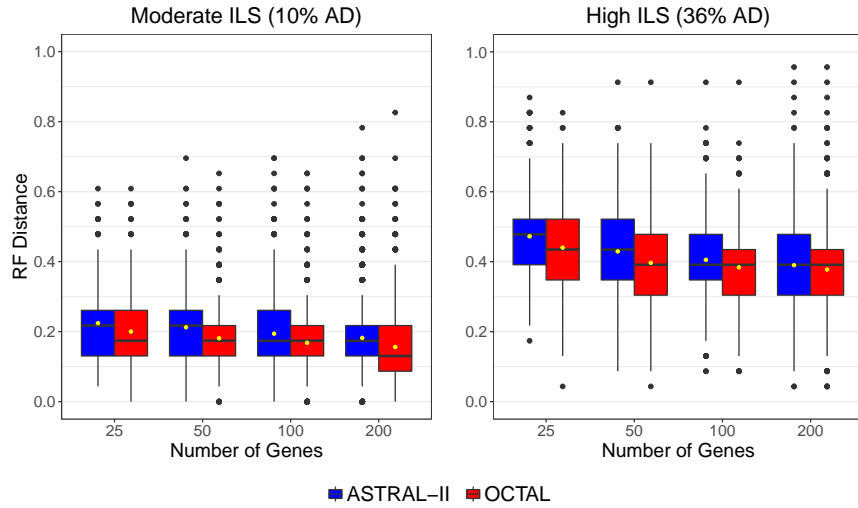 Moderate ILS (10% AD)
High ILS (36% AD)
RF Distance
1.0
0.8
0.6
0.4
0.2
0.0
25 50 100 200
Number of Genes
1.0
0.8
0.6
0.4
0.2
0.0
25 50 100 200
Number of Genes
ASTRAL−II OCTAL